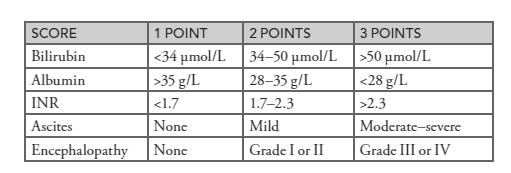 SCORE 1 POINT 2 POINTS 3 POINTS
Bilirubin <34 µmol/L 34–50 µmol/L >50 µmol/L
Albumin >35 g/L 28–35 g/L <28 g/L
INR <1.7 1.7–2.3 >2.3
Ascites None Mild Moderate–severe
Encephalopathy None Grade I or II Grade III or IV